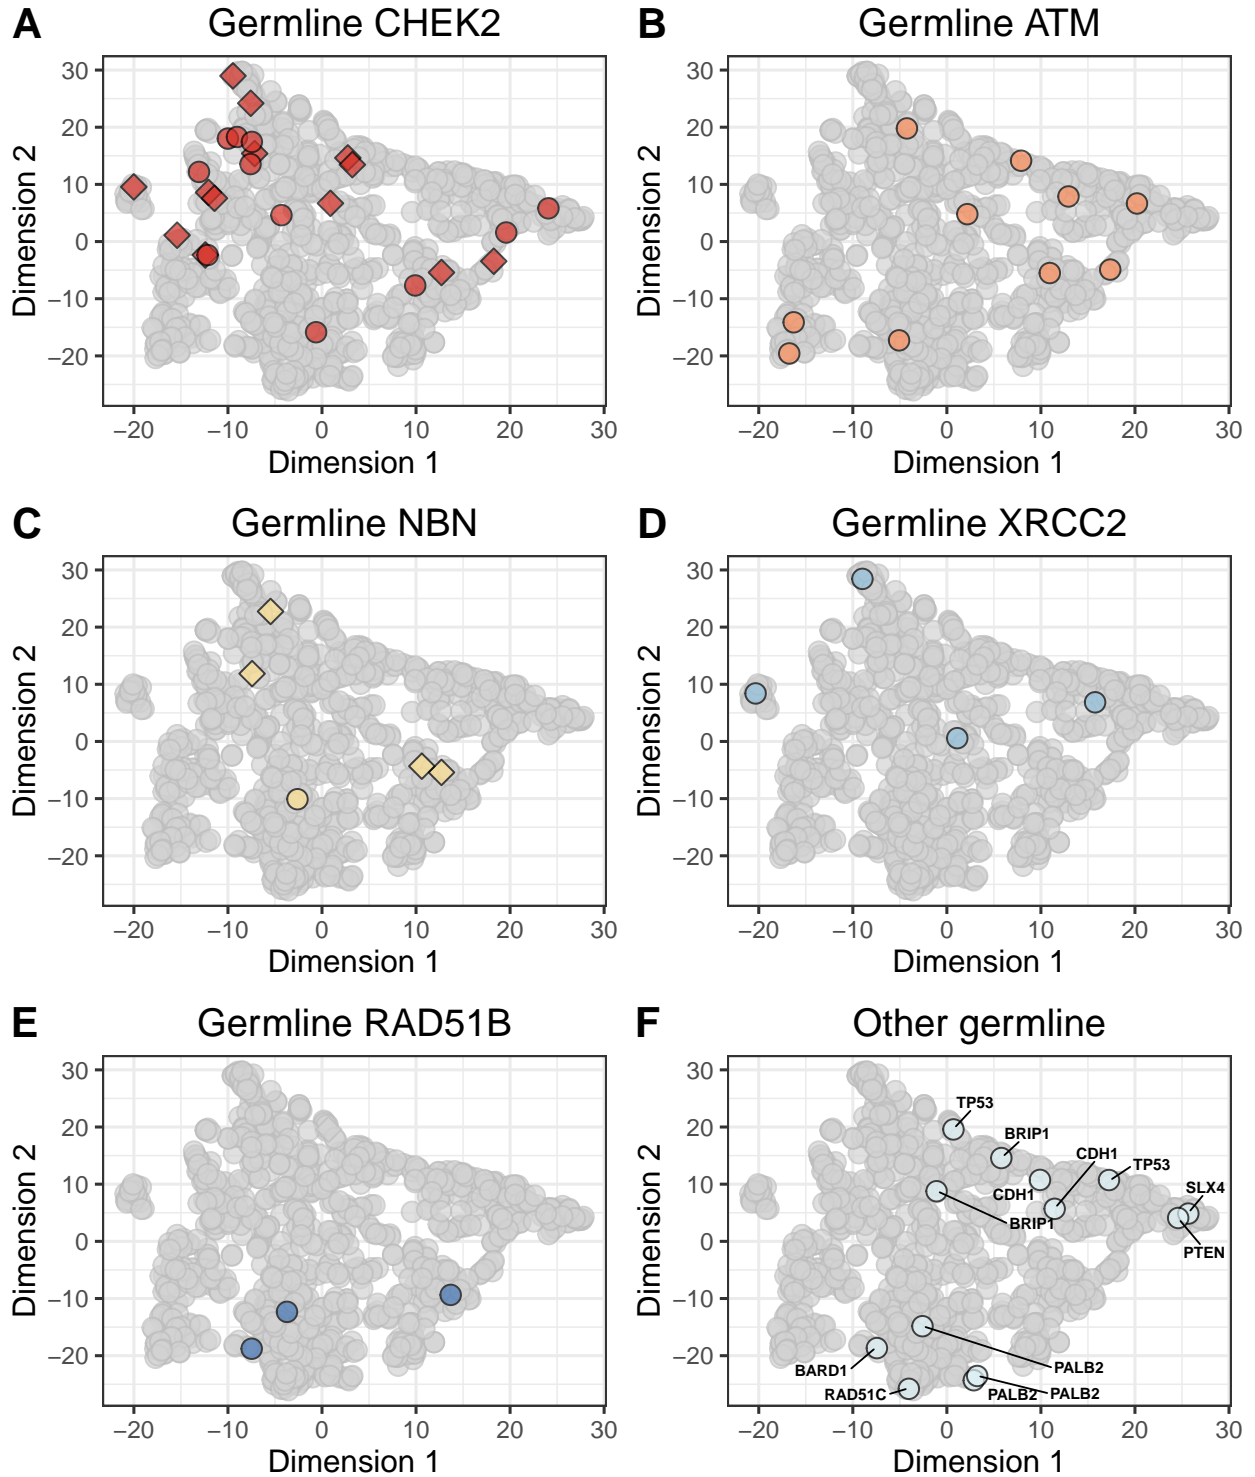 A Germline CHEK2
Dimension 2
30
20
10
0
−10
−20
−20 −10 0 10 20 30
Dimension 1
B Germline ATM
Dimension 2
30
20
10
0
−10
−20
−20 −10 0 10 20 30
Dimension 1
C Germline NBN
Dimension 2
30
20
10
0
−10
−20
−20 −10 0 10 20 30
Dimension 1
D Germline XRCC2
Dimension 2
30
20
10
0
−10
−20
−20 −10 0 10 20 30
Dimension 1
E Germline RAD51B
Dimension 2
30
20
10
0
−10
−20
−20 −10 0 10 20 30
Dimension 1
F Other germline
Dimension 2
30
20
10
0
−10
−20
TP53
BRIP1
CDH1
TP53
CDH1
SLX4
BRIP1
PTEN
PALB2
BARD1
RAD51C
PALB2
PALB2
−20 −10 0 10 20 30
Dimension 1